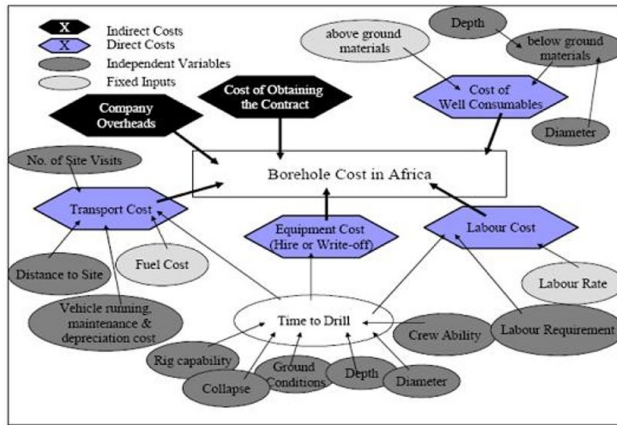 X Indirect Costs
X Direct Costs
Independent Variables
Fixed Inputs
above ground
materials
Depth
below ground
materials
Cost of Obtaining
the Contract
Cost of
Well Consumables
Company
Overheads
Diameter
No. of Site Visits
Borehole Cost in Africa
Transport Cost
Equipment Cost
(Hire or Write-off)
Labour Cost
Distance to Site
Fuel Cost
Labour Rate
Vehicle running,
maintenance &
depreciation cost
Time to Drill
Crew Ability
Labour Requirement
Rig capability
Collapse
Ground
Conditions
Depth
Diameter